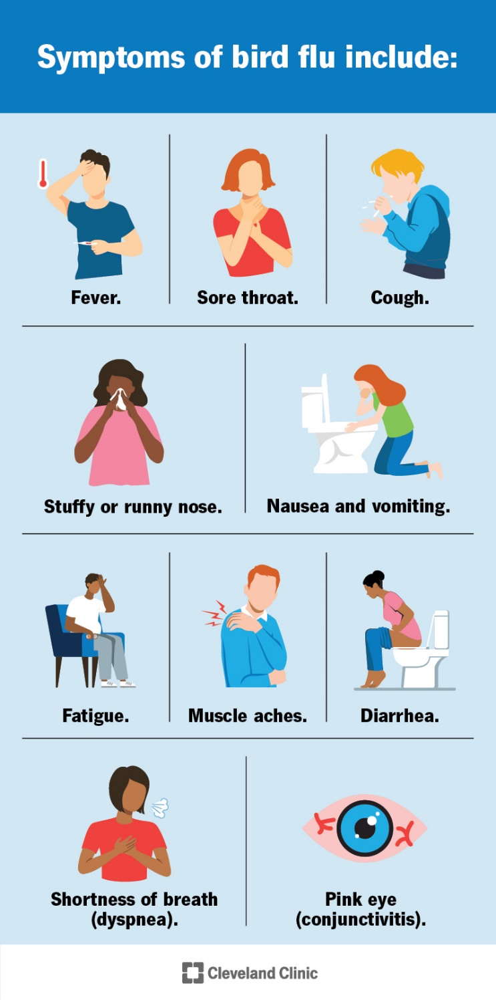 Symptoms of bird flu include:
Fever.
Sore throat.
Cough.
Stuffy or runny nose.
Nausea and vomiting.
Fatigue.
Muscle aches.
Diarrhea.
Shortness of breath
(dyspnea).
Pink eye
(conjunctivitis).
Cleveland Clinic